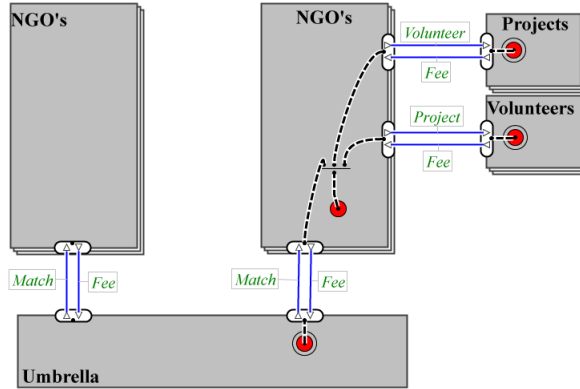 NGO's
NGO's
Volunteer
Fee
Projects
Project
Fee
Volunteers
Match
Fee
Match
Fee
Umbrella